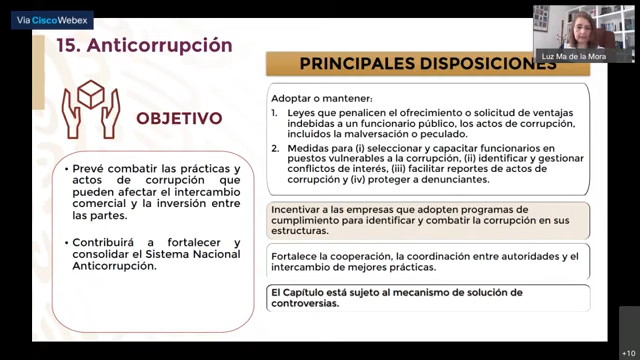 Via Cisco Webex
Luz Ma de la Mora
15. Anticorrupción
PRINCIPALES DISPOSICIONES
OBJETIVO
• Prevé combatir las prácticas y
actos de corrupción que
pueden afectar el intercambio
comercial y la inversión entre
las partes.
• Contribuirá a fortalecer y
consolidar el Sistema Nacional
Anticorrupción.
Adoptar o mantener:
1. Leyes que penalicen el ofrecimiento o solicitud de ventajas
indebidas a un funcionario público, los actos de corrupción,
incluidos la malversación o peculado.
2. Medidas para (i) seleccionar y capacitar funcionarios en
puestos vulnerables a la corrupción, (ii) identificar y gestionar
conflictos de interés, (iii) facilitar reportes de actos de
corrupción y (iv) proteger a denunciantes.
Incentivar a las empresas que adopten programas de
cumplimiento para identificar y combatir la corrupción en sus
estructuras.
Fortalece la cooperación, la coordinación entre autoridades y el
intercambio de mejores prácticas.
El Capítulo está sujeto al mecanismo de solución de
controversias.
+10